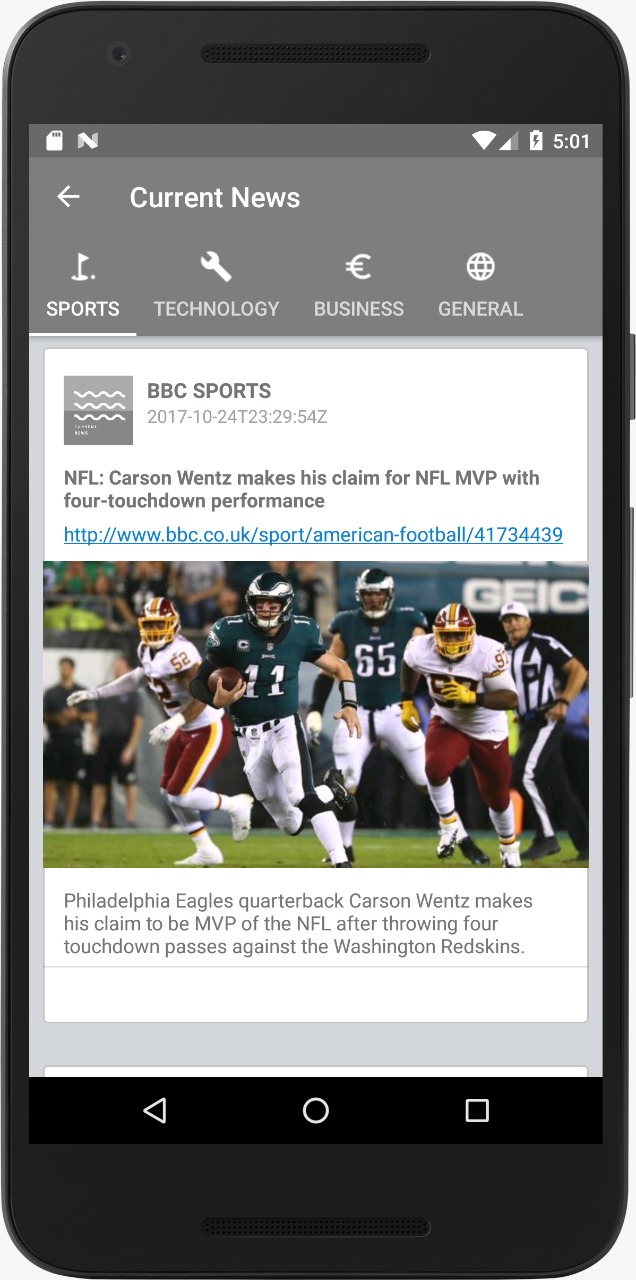 5:01
Current News
SPORTS TECHNOLOGY BUSINESS GENERAL
BBC SPORTS
2017-10-24T23:29:54Z
CURRENT
NEWS
NFL: Carson Wentz makes his claim for NFL MVP with
four-touchdown performance
http://www.bbc.co.uk/sport/american-football/41734439
GEIC
52
11
65
Philadelphia Eagles quarterback Carson Wentz makes
his claim to be MVP of the NFL after throwing four
touchdown passes against the Washington Redskins.